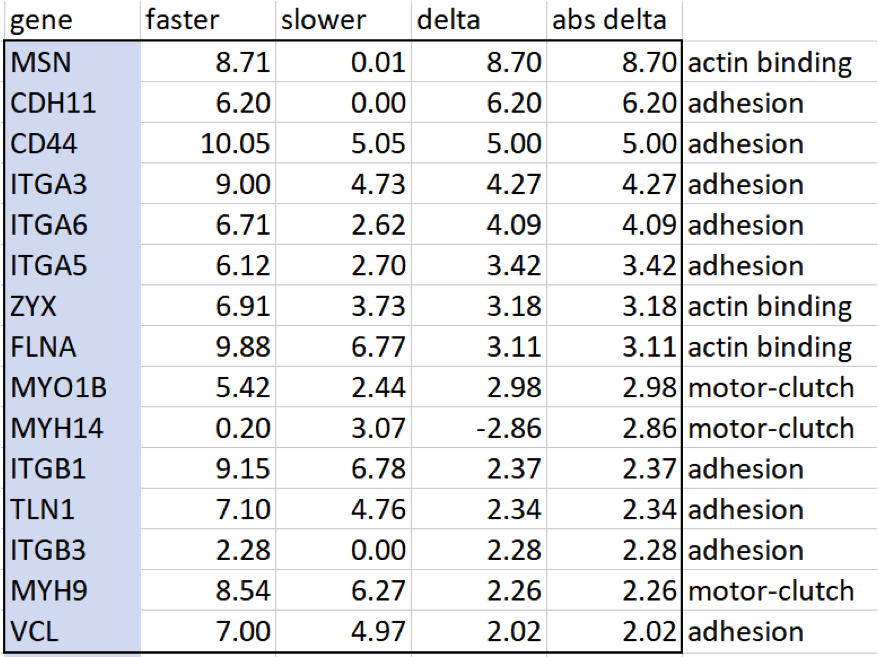 gene faster slower delta abs delta
MSN 8.71 0.01 8.70 8.70 actin binding
CDH11 6.20 0.00 6.20 6.20 adhesion
CD44 10.05 5.05 5.00 5.00 adhesion
ITGA3 9.00 4.73 4.27 4.27 adhesion
ITGA6 6.71 2.62 4.09 4.09 adhesion
ITGA5 6.12 2.70 3.42 3.42 adhesion
ZYX 6.91 3.73 3.18 3.18 actin binding
FLNA 9.88 6.77 3.11 3.11 actin binding
MYO1B 5.42 2.44 2.98 2.98 motor-clutch
MYH14 0.20 3.07 -2.86 2.86 motor-clutch
ITGB1 9.15 6.78 2.37 2.37 adhesion
TLN1 7.10 4.76 2.34 2.34 adhesion
ITGB3 2.28 0.00 2.28 2.28 adhesion
MYH9 8.54 6.27 2.26 2.26 motor-clutch
VCL 7.00 4.97 2.02 2.02 adhesion